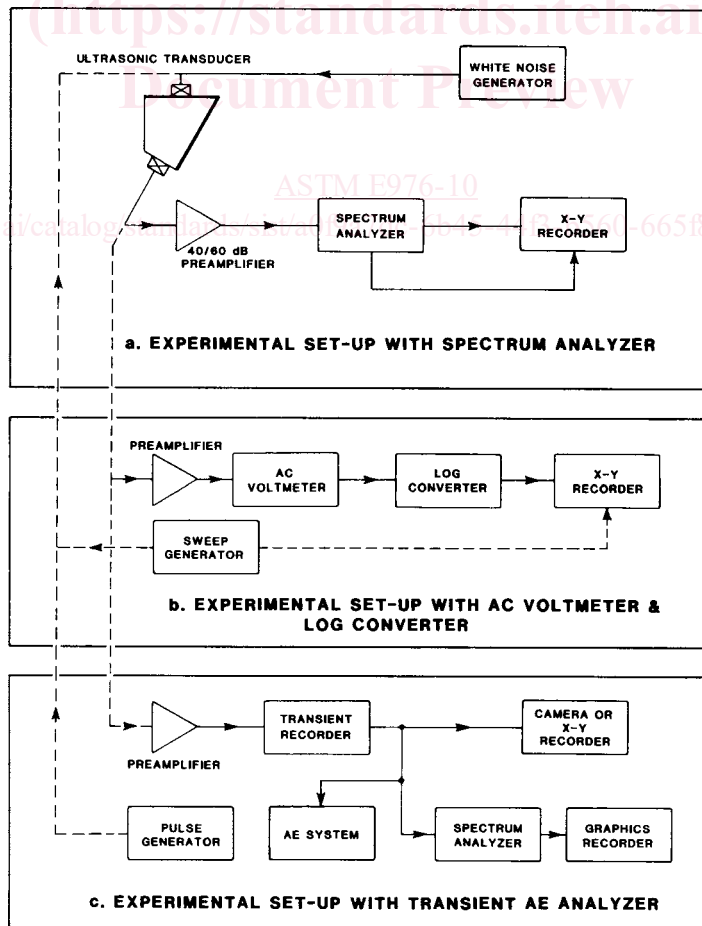 (https://standards.iteh.ai
ULTRASONIC TRANSDUCER
WHITE NOISE
GENERATOR
Document Preview
ASTM E976-10
SPECTRUM
ANALYZER
X-Y
RECORDER
40/60 dB
PREAMPLIFIER
a. EXPERIMENTAL SET-UP WITH SPECTRUM ANALYZER
PREAMPLIFIER
AC
VOLTMETER
LOG
CONVERTER
X-Y
RECORDER
SWEEP
GENERATOR
b. EXPERIMENTAL SET-UP WITH AC VOLTMETER &
LOG CONVERTER
TRANSIENT
RECORDER
CAMERA OR
X-Y
RECORDER
PREAMPLIFIER
PULSE
GENERATOR
AE SYSTEM
SPECTRUM
ANALYZER
GRAPHICS
RECORDER
c. EXPERIMENTAL SET-UP WITH TRANSIENT AE ANALYZER